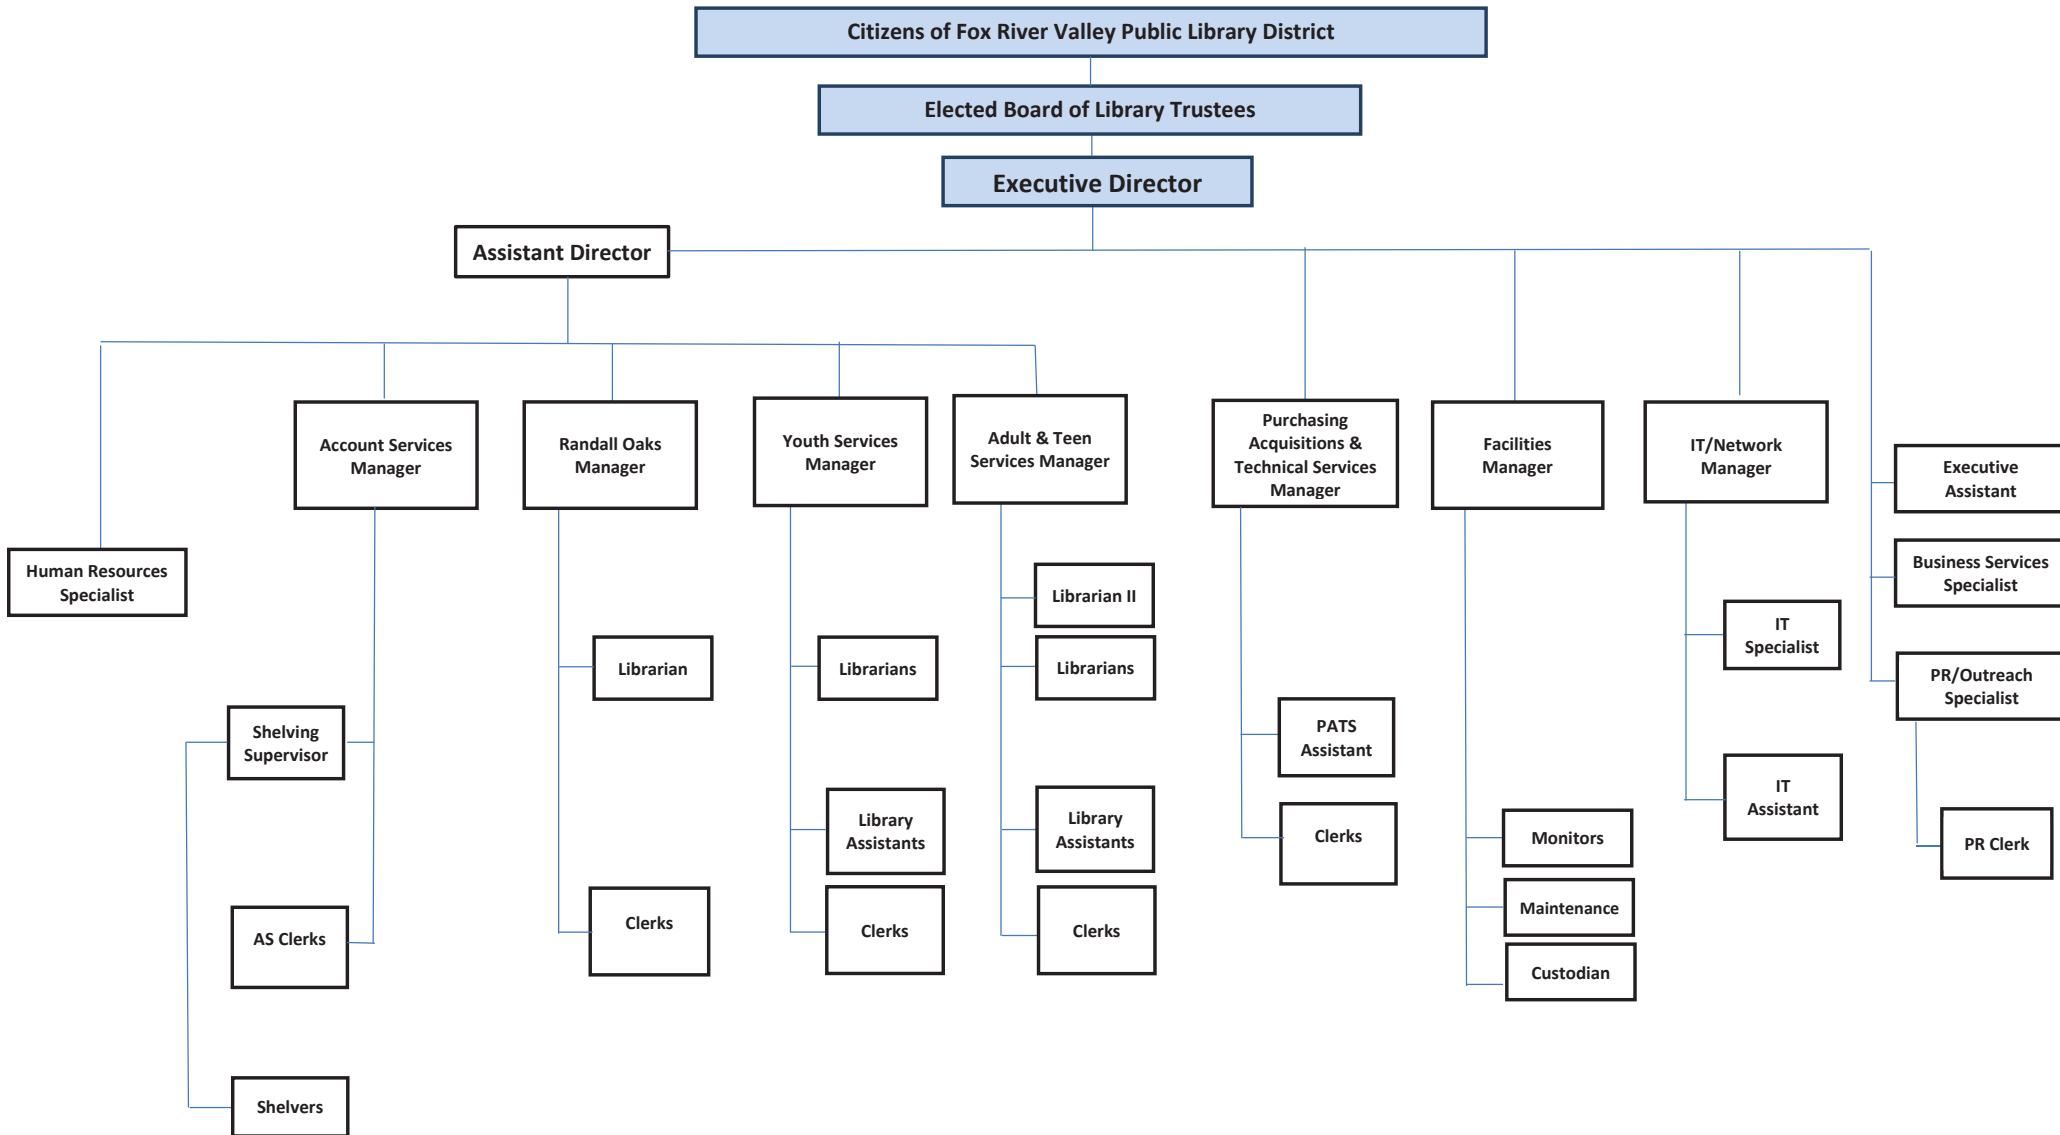 Citizens of Fox River Valley Public Library District
Elected Board of Library Trustees
Executive Director
Assistant Director
Account Services
Manager
Randall Oaks
Manager
Youth Services
Manager
Adult & Teen
Services Manager
Purchasing
Acquisitions &
Technical Services
Manager
Facilities
Manager
IT/Network
Manager
Executive
Assistant
Human Resources
Specialist
Business Services
Specialist
Librarian II
IT
Specialist
Librarian
Librarians
Librarians
PR/Outreach
Specialist
Shelving
Supervisor
PATS
Assistant
IT
Assistant
Library
Assistants
Library
Assistants
Clerks
Monitors
PR Clerk
Maintenance
AS Clerks
Clerks
Clerks
Clerks
Custodian
Shelvers